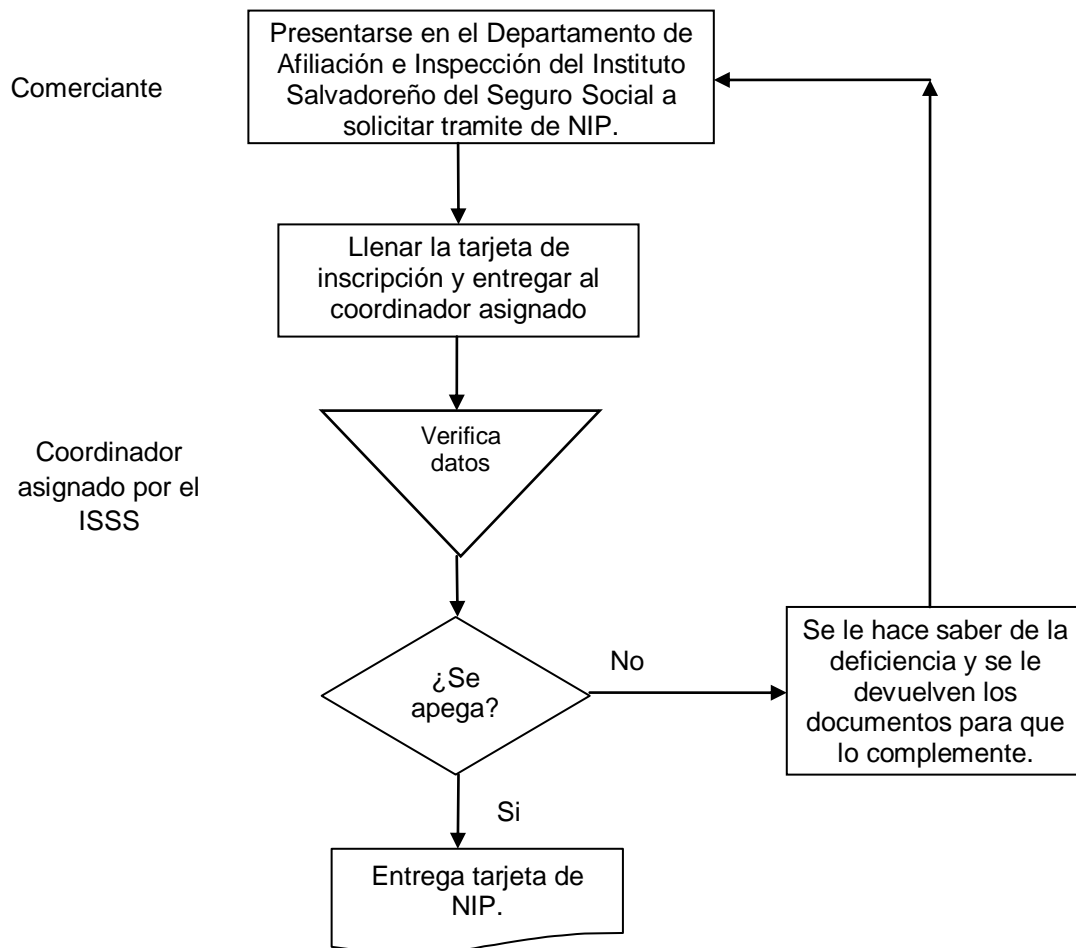 Presentarse en el Departamento de
Afiliación e Inspección del Instituto
Salvadoreño del Seguro Social a
solicitar tramite de NIP.
Comerciante
Llenar la tarjeta de
inscripción y entregar al
coordinador asignado
Verifica
datos
Coordinador
asignado por el
ISSS
¿Se
apega?
No
Se le hace saber de la
deficiencia y se le
devuelven los
documentos para que
lo complemente.
Si
Entrega tarjeta de
NIP.